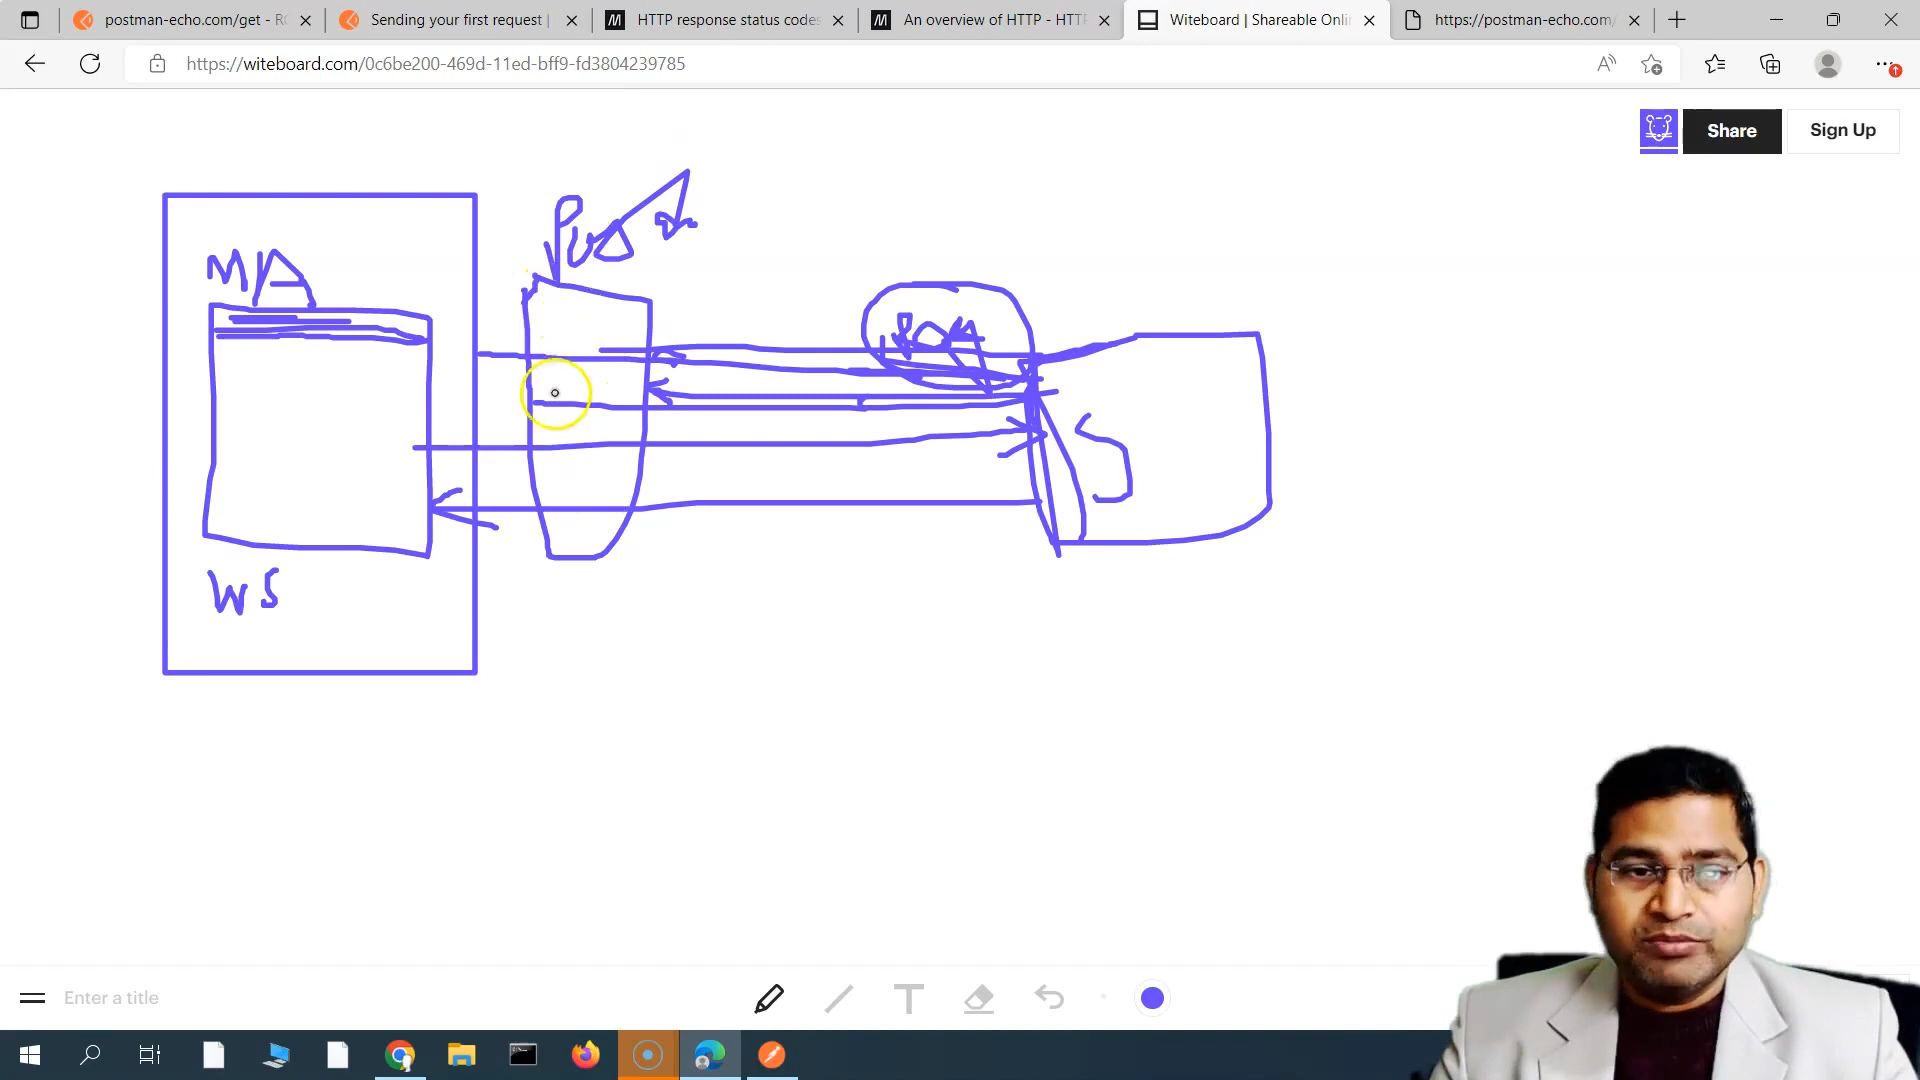 postman-echo.com/get - RC
Sending your first request |
HTTP response status codes
An overview of HTTP - HTTP
Witeboard | Shareable Onlin
https://postman-echo.com/
https://witeboard.com/0c6be200-469d-11ed-bff9-fd3804239785
Share
Sign Up
MA
S
WS
Enter a title